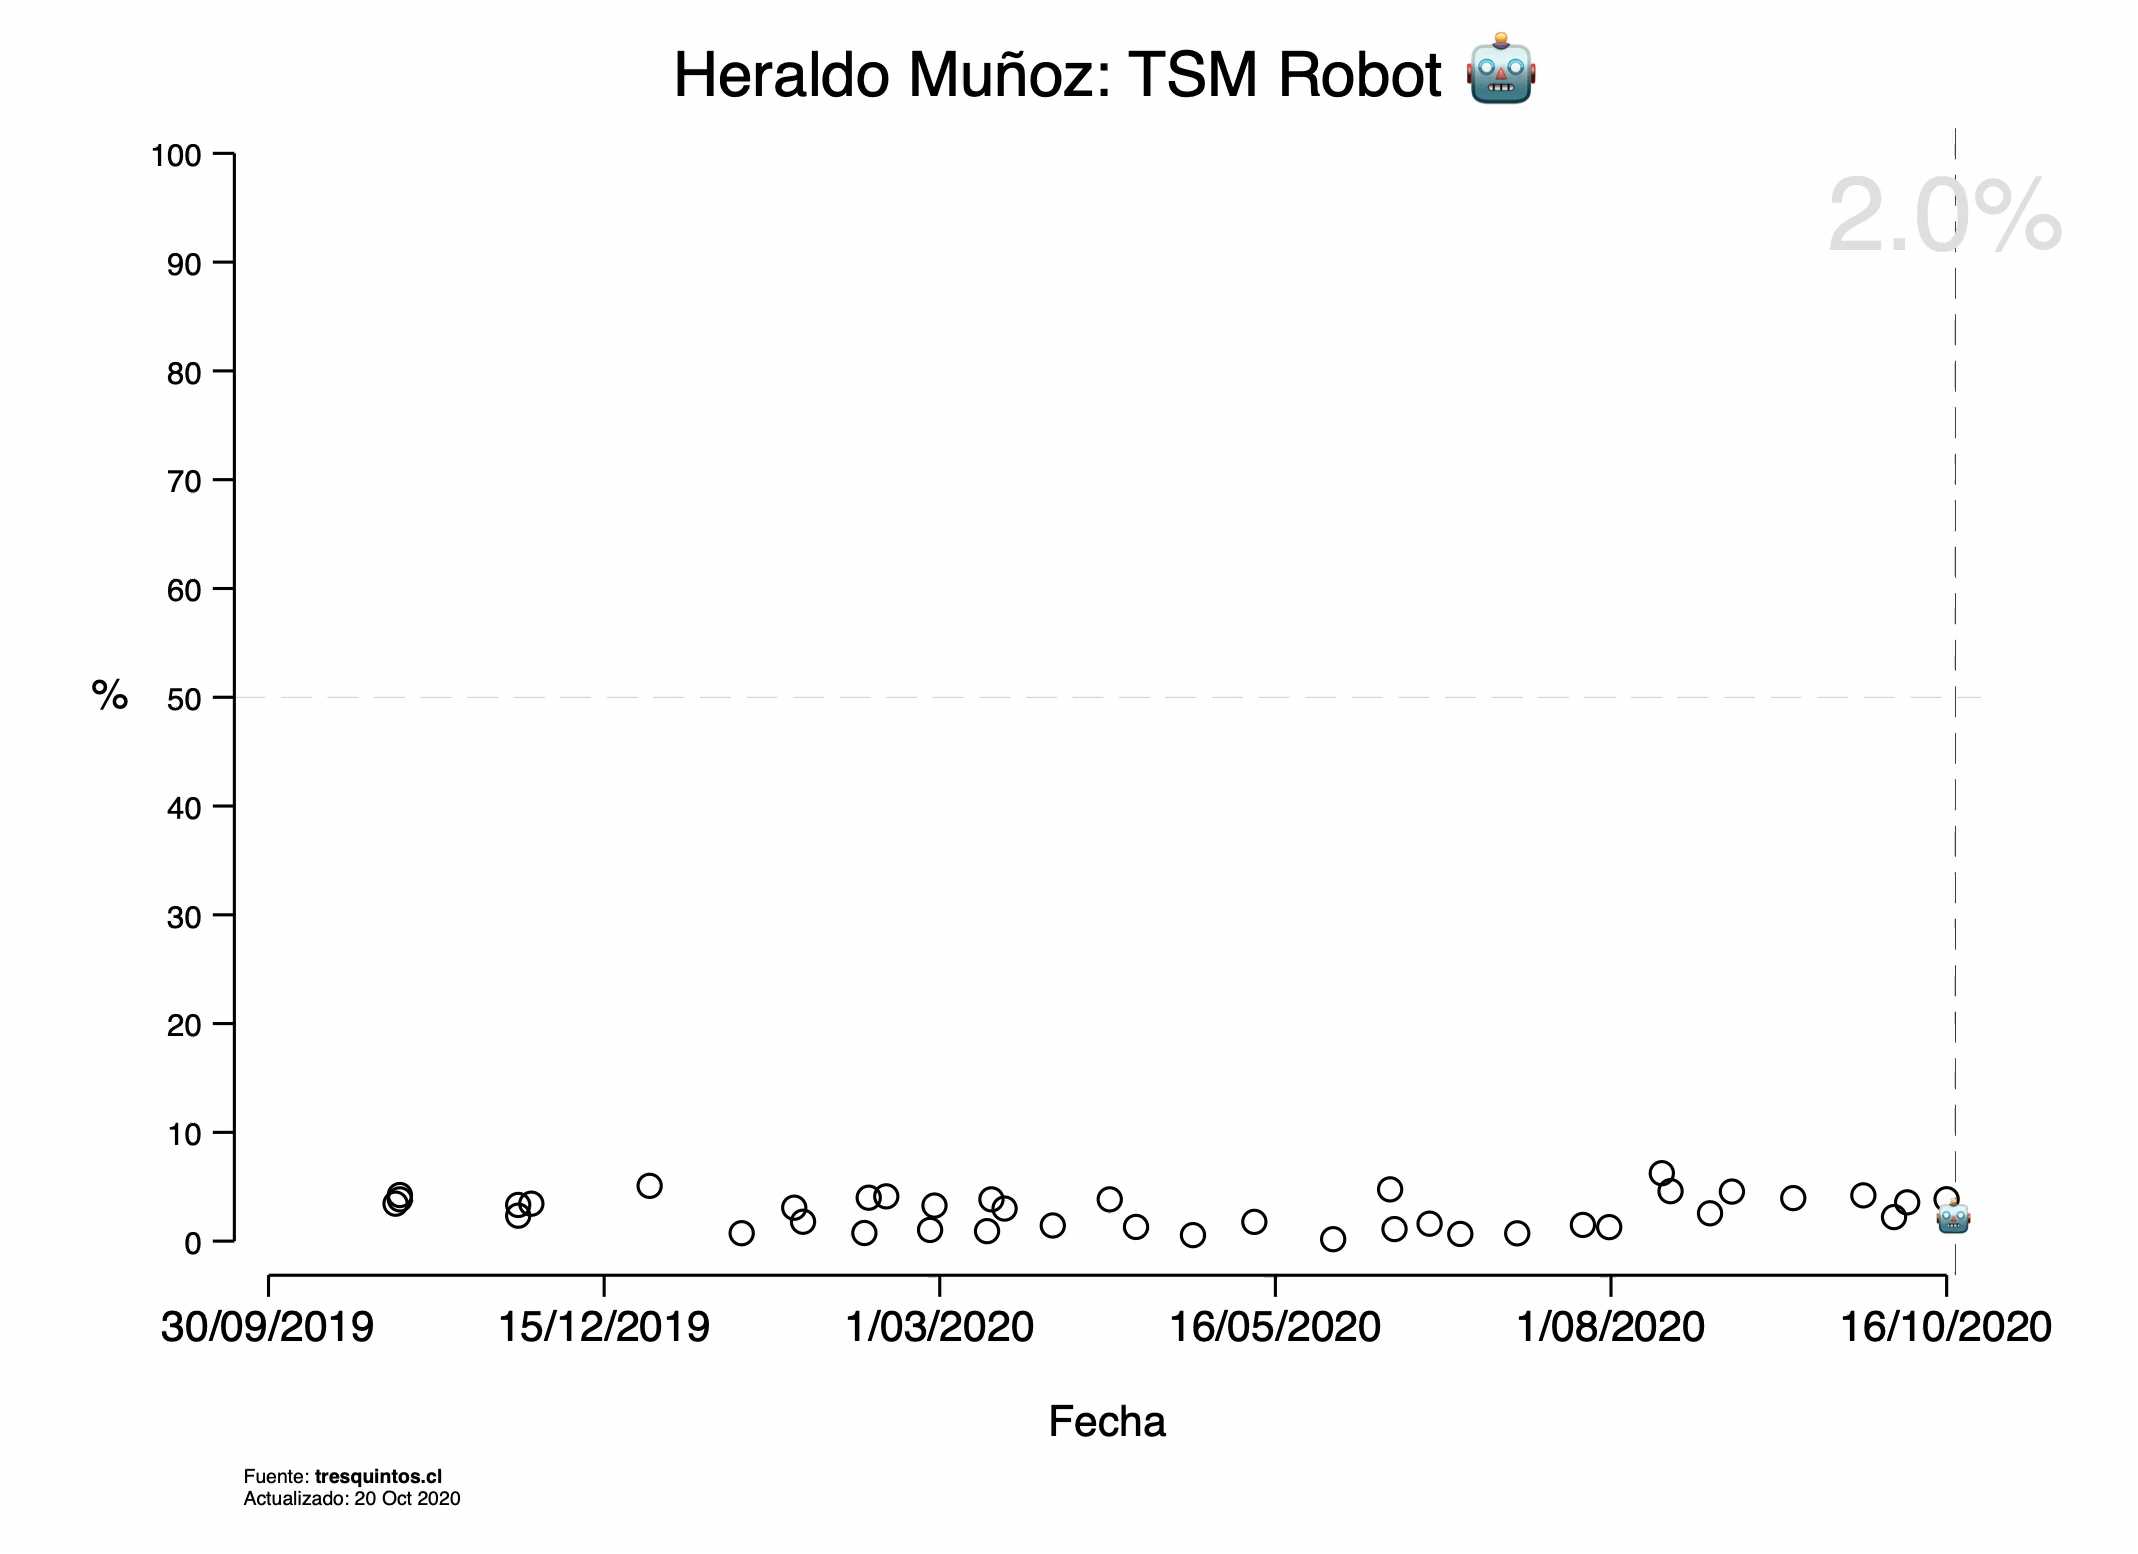 Heraldo Muñoz: TSM Robot 🤖
2.0%
100
90
80
70
60
50
40
30
20
10
0
%
30/09/2019 15/12/2019 1/03/2020 16/05/2020 1/08/2020 16/10/2020
Fecha
Fuente: tresquintos.cl
Actualizado: 20 Oct 2020